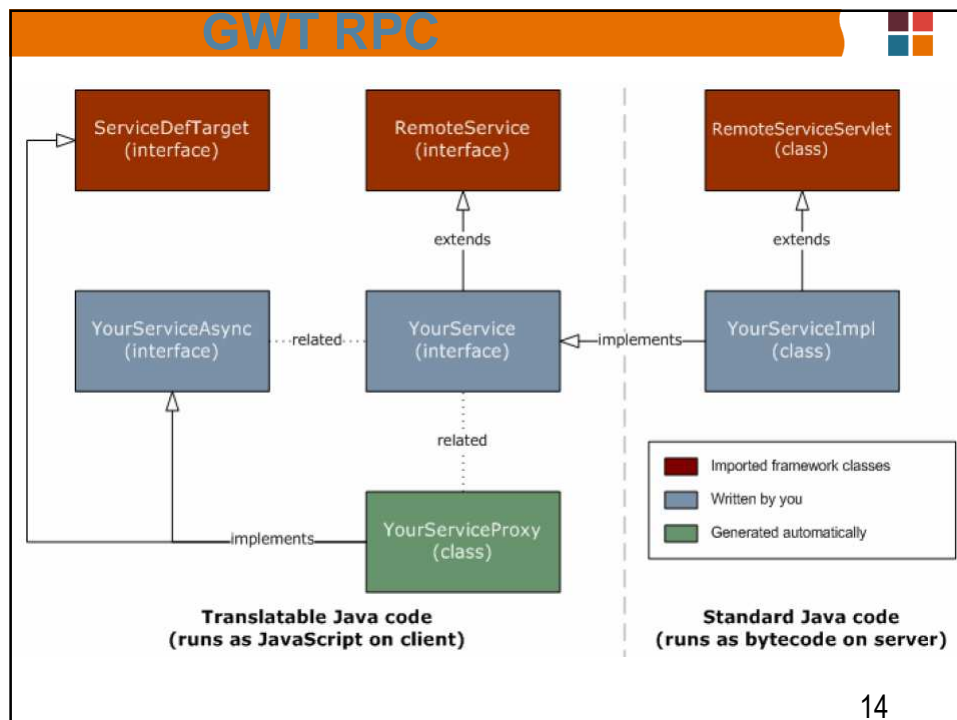 GWT RPC
ServiceDefTarget
(interface)
RemoteService
(interface)
RemoteServiceServlet
(class)
extends
extends
YourServiceAsync
(interface)
related
YourService
(interface)
implements
YourServiceImpl
(class)
related
Imported framework classes
Written by you
Generated automatically
implements
YourServiceProxy
(class)
Translatable Java code
(runs as JavaScript on client)
Standard Java code
(runs as bytecode on server)
14